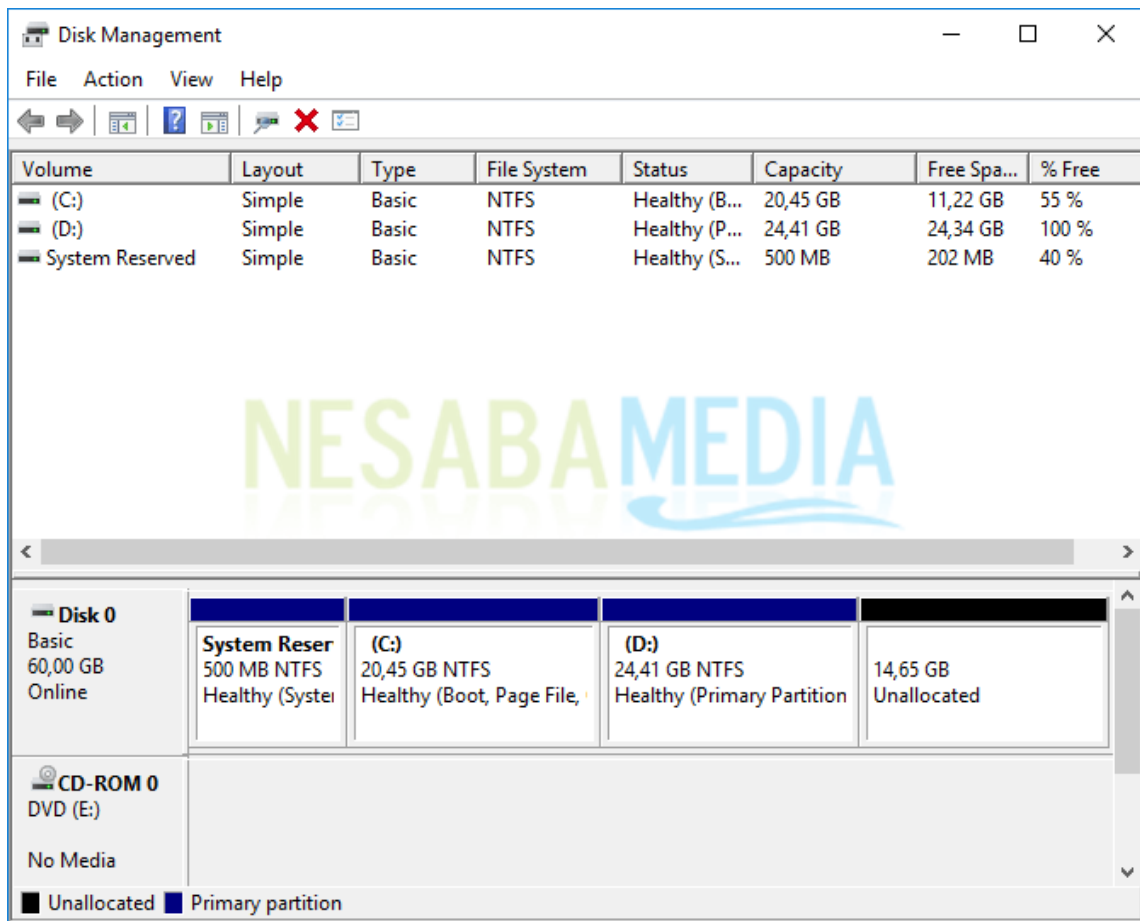 Disk Management
File Action View Help
Volume Layout Type File System Status Capacity Free Spa... % Free
(C:) Simple Basic NTFS Healthy (B... 20,45 GB 11,22 GB 55 %
(D:) Simple Basic NTFS Healthy (P... 24,41 GB 24,34 GB 100 %
System Reserved Simple Basic NTFS Healthy (S... 500 MB 202 MB 40 %
NESABAMEDIA
Disk 0
Basic
60,00 GB
Online
System Reser
500 MB NTFS
Healthy (Syster
(C:)
20,45 GB NTFS
Healthy (Boot, Page File,
(D:)
24,41 GB NTFS
Healthy (Primary Partition
14,65 GB
Unallocated
CD-ROM 0
DVD (E:)
No Media
Unallocated Primary partition